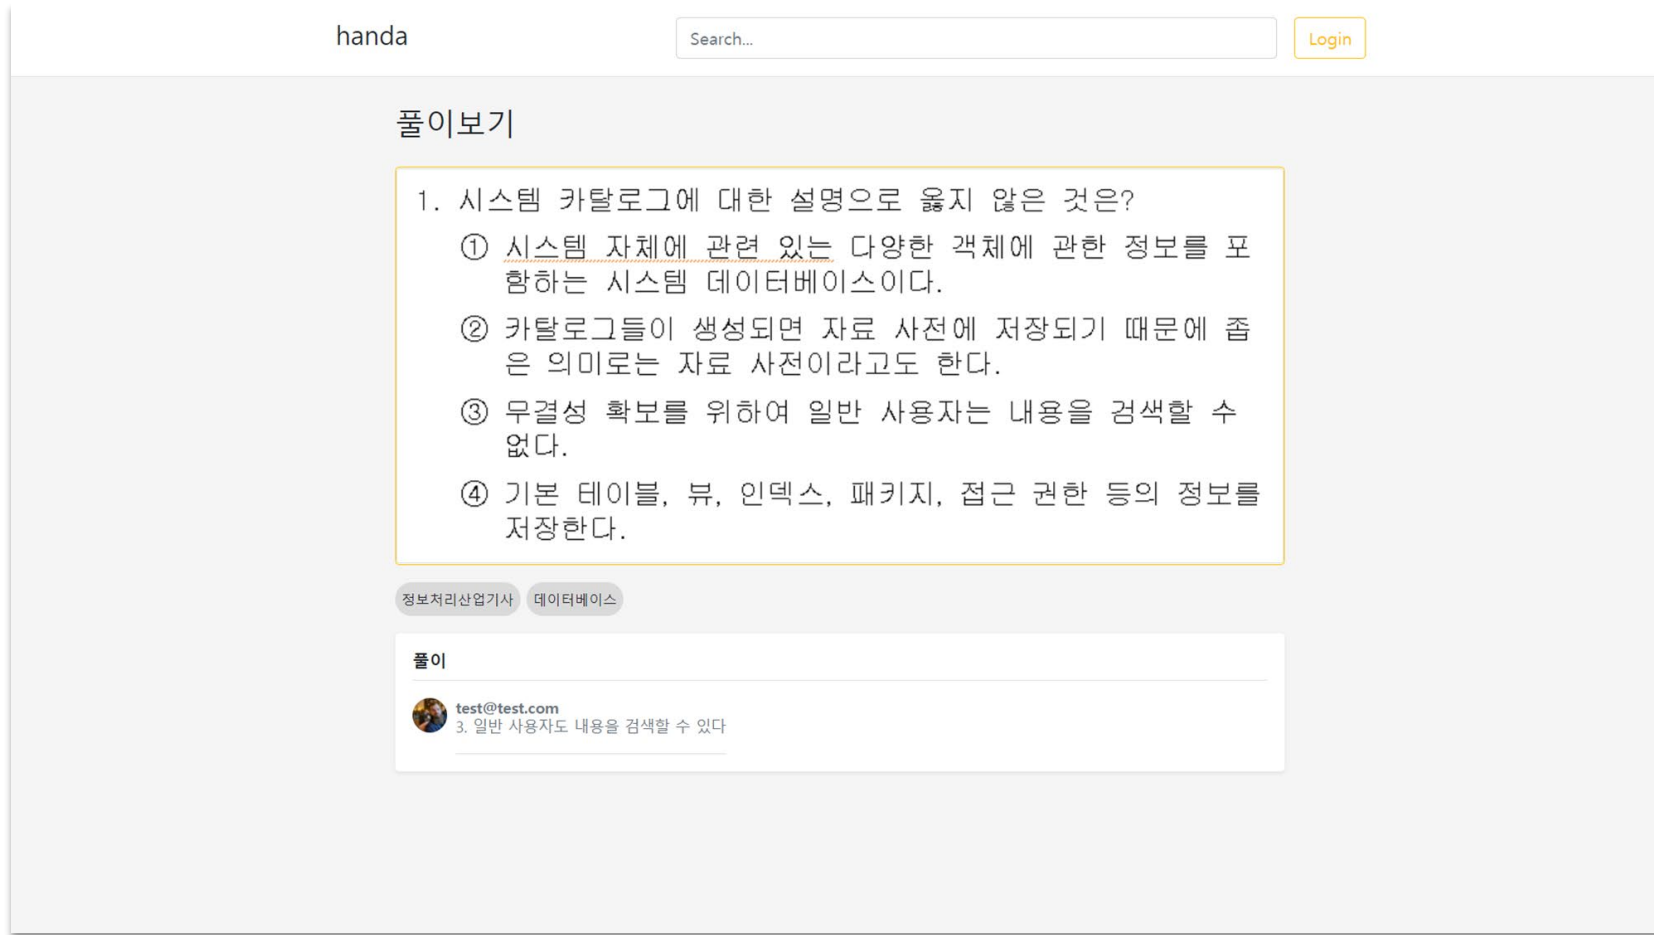 handa
Search...
Login
풀이보기
1. 시스템 카탈로그에 대한 설명으로 옳지 않은 것은?
① 시스템 자체에 관련 있는 다양한 객체에 관한 정보를 포
함하는 시스템 데이터베이스이다.
② 카탈로그들이 생성되면 자료 사전에 저장되기 때문에 좁
은 의미로는 자료 사전이라고도 한다.
③ 무결성 확보를 위하여 일반 사용자는 내용을 검색할 수
없다.
④ 기본 테이블, 뷰, 인덱스, 패키지, 접근 권한 등의 정보를
저장한다.
정보처리산업기사 데이터베이스
풀이
test@test.com
3. 일반 사용자도 내용을 검색할 수 있다